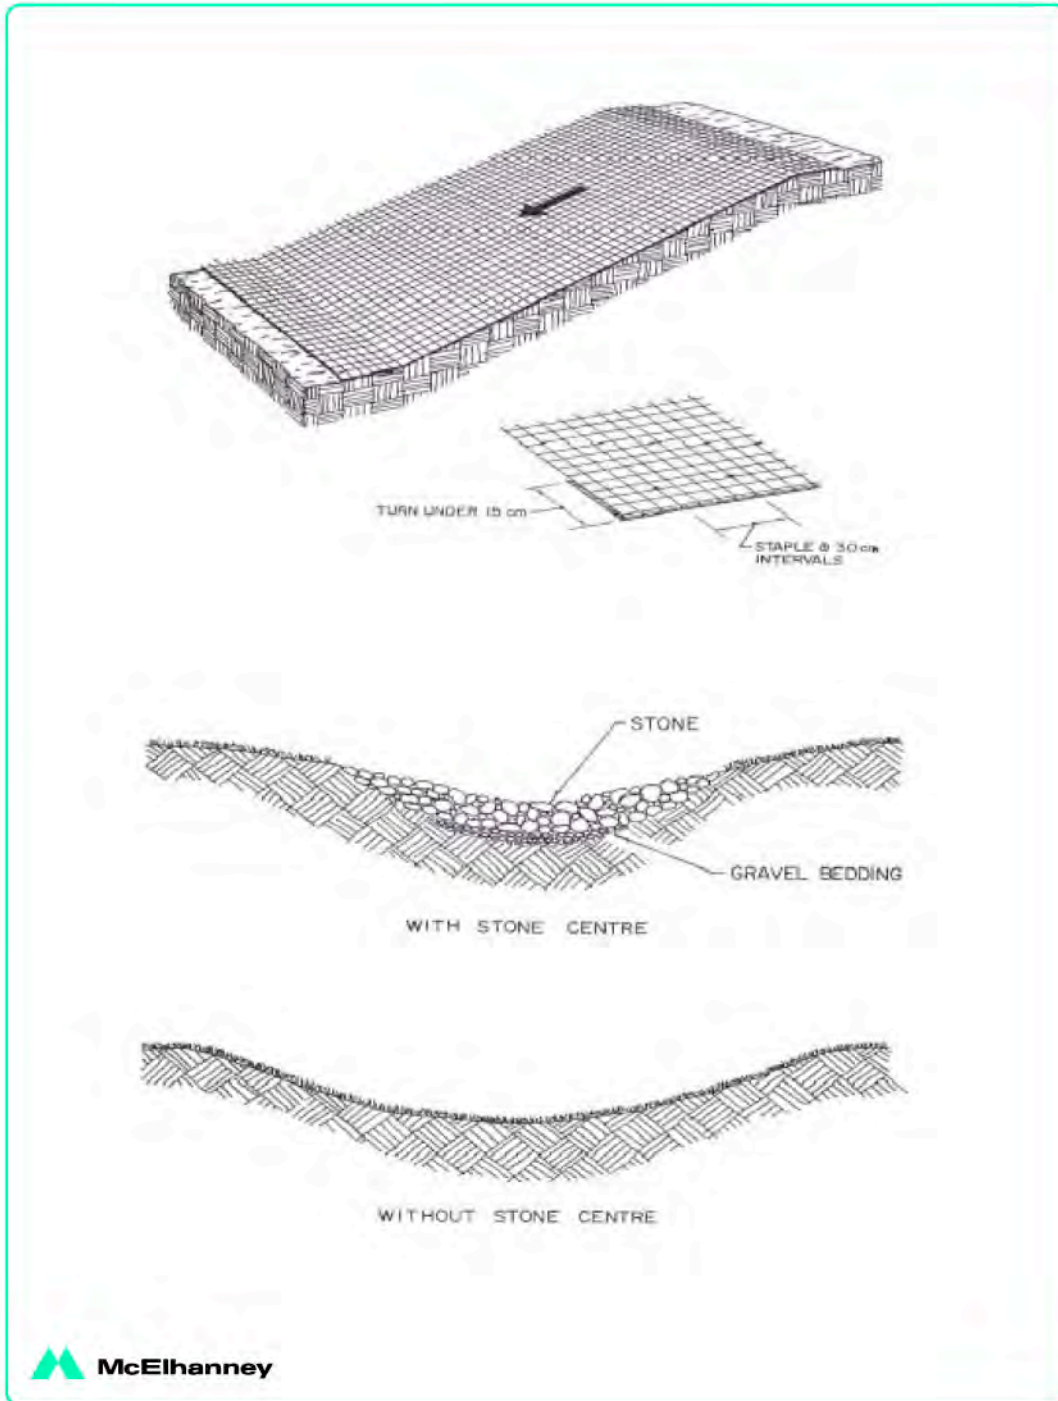 TURN UNDER 15 cm
STAPLE @ 30 cm
INTERVALS
STONE
GRAVEL BEDDING
WITH STONE CENTRE
WITHOUT STONE CENTRE
McElhanney